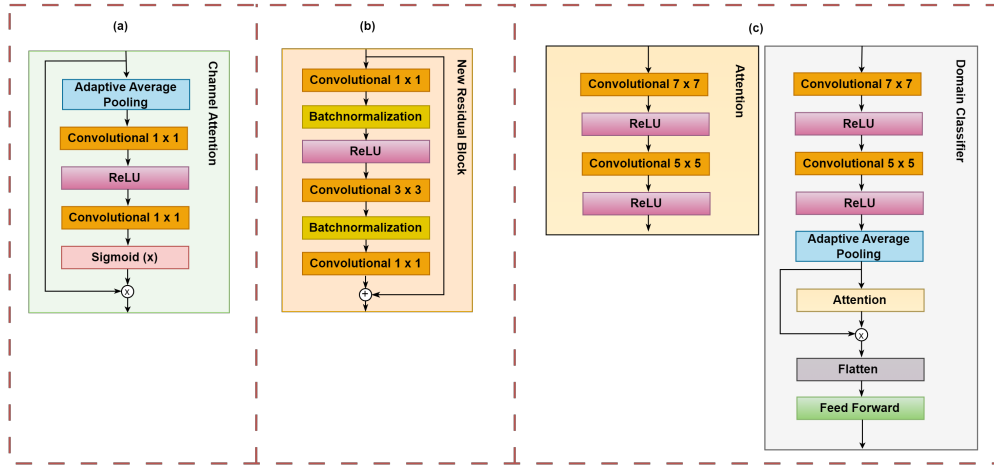 (a)
Channel Attention
Adaptive Average
Pooling
Convolutional 1 x 1
ReLU
Convolutional 1 x 1
Sigmoid (x)
x
(b)
New Residual Block
Convolutional 1 x 1
Batchnormalization
ReLU
Convolutional 3 x 3
Batchnormalization
Convolutional 1 x 1
+
(c)
Attention
Convolutional 7 x 7
ReLU
Convolutional 5 x 5
ReLU
Domain Classifier
Convolutional 7 x 7
ReLU
Convolutional 5 x 5
ReLU
Adaptive Average
Pooling
Attention
x
Flatten
Feed Forward